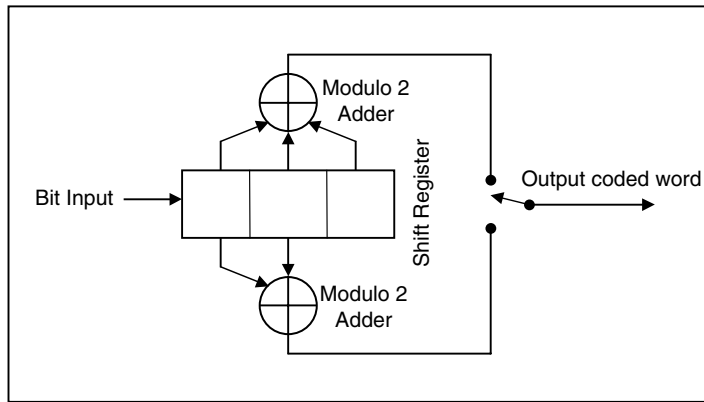 Modulo 2
Adder
Bit Input
Shift Register
Output coded word
Modulo 2
Adder